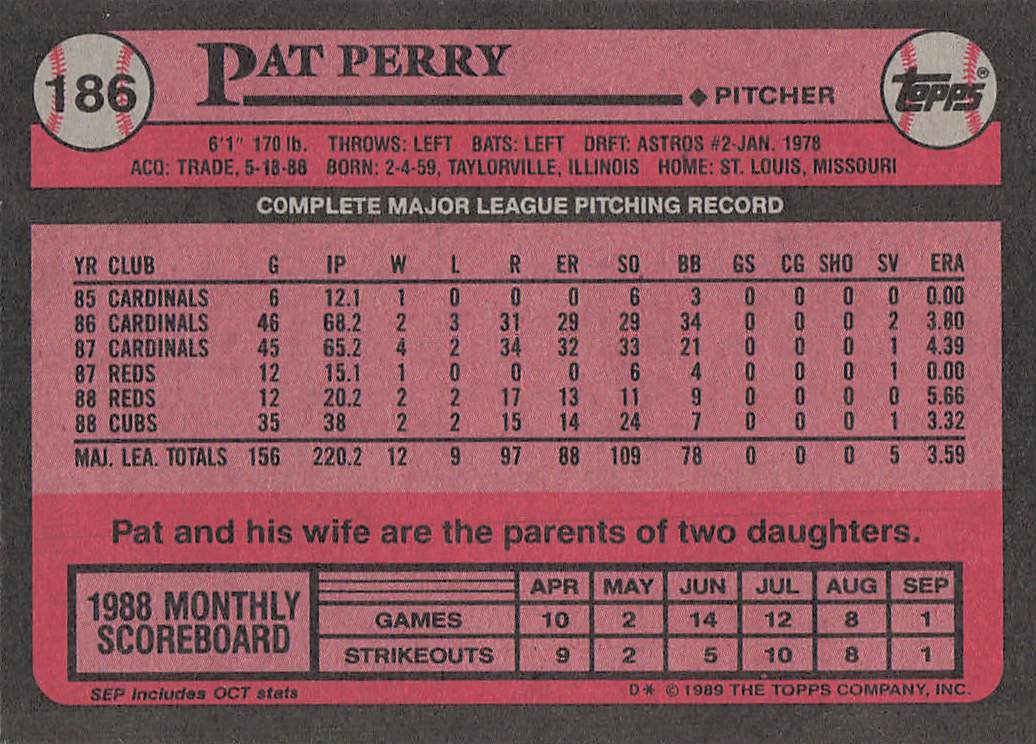 186
PAT PERRY
◆ PITCHER
TOPPS®
6'1" 170 lb. THROWS: LEFT BATS: LEFT DRFT: ASTROS #2-JAN. 1978
ACQ: TRADE, 5-18-88 BORN: 2-4-59, TAYLORVILLE, ILLINOIS HOME: ST. LOUIS, MISSOURI
COMPLETE MAJOR LEAGUE PITCHING RECORD
YR CLUB G IP W L R ER SO BB GS CG SHO SV ERA
85 CARDINALS 6 12.1 1 0 0 0 6 3 0 0 0 0 0.00
86 CARDINALS 46 68.2 2 3 31 29 29 34 0 0 0 2 3.80
87 CARDINALS 45 65.2 4 2 34 32 33 21 0 0 0 1 4.39
87 REDS 12 15.1 1 0 0 0 6 4 0 0 0 1 0.00
88 REDS 12 20.2 2 2 17 13 11 9 0 0 0 0 5.66
88 CUBS 35 38 2 2 15 14 24 7 0 0 0 1 3.32
MAJ. LEA. TOTALS 156 220.2 12 9 97 88 109 78 0 0 0 5 3.59
Pat and his wife are the parents of two daughters.
1988 MONTHLY
SCOREBOARD
APR MAY JUN JUL AUG SEP
GAMES 10 2 14 12 8 1
STRIKEOUTS 9 2 5 10 8 1
SEP includes OCT stats
D* © 1989 THE TOPPS COMPANY, INC.